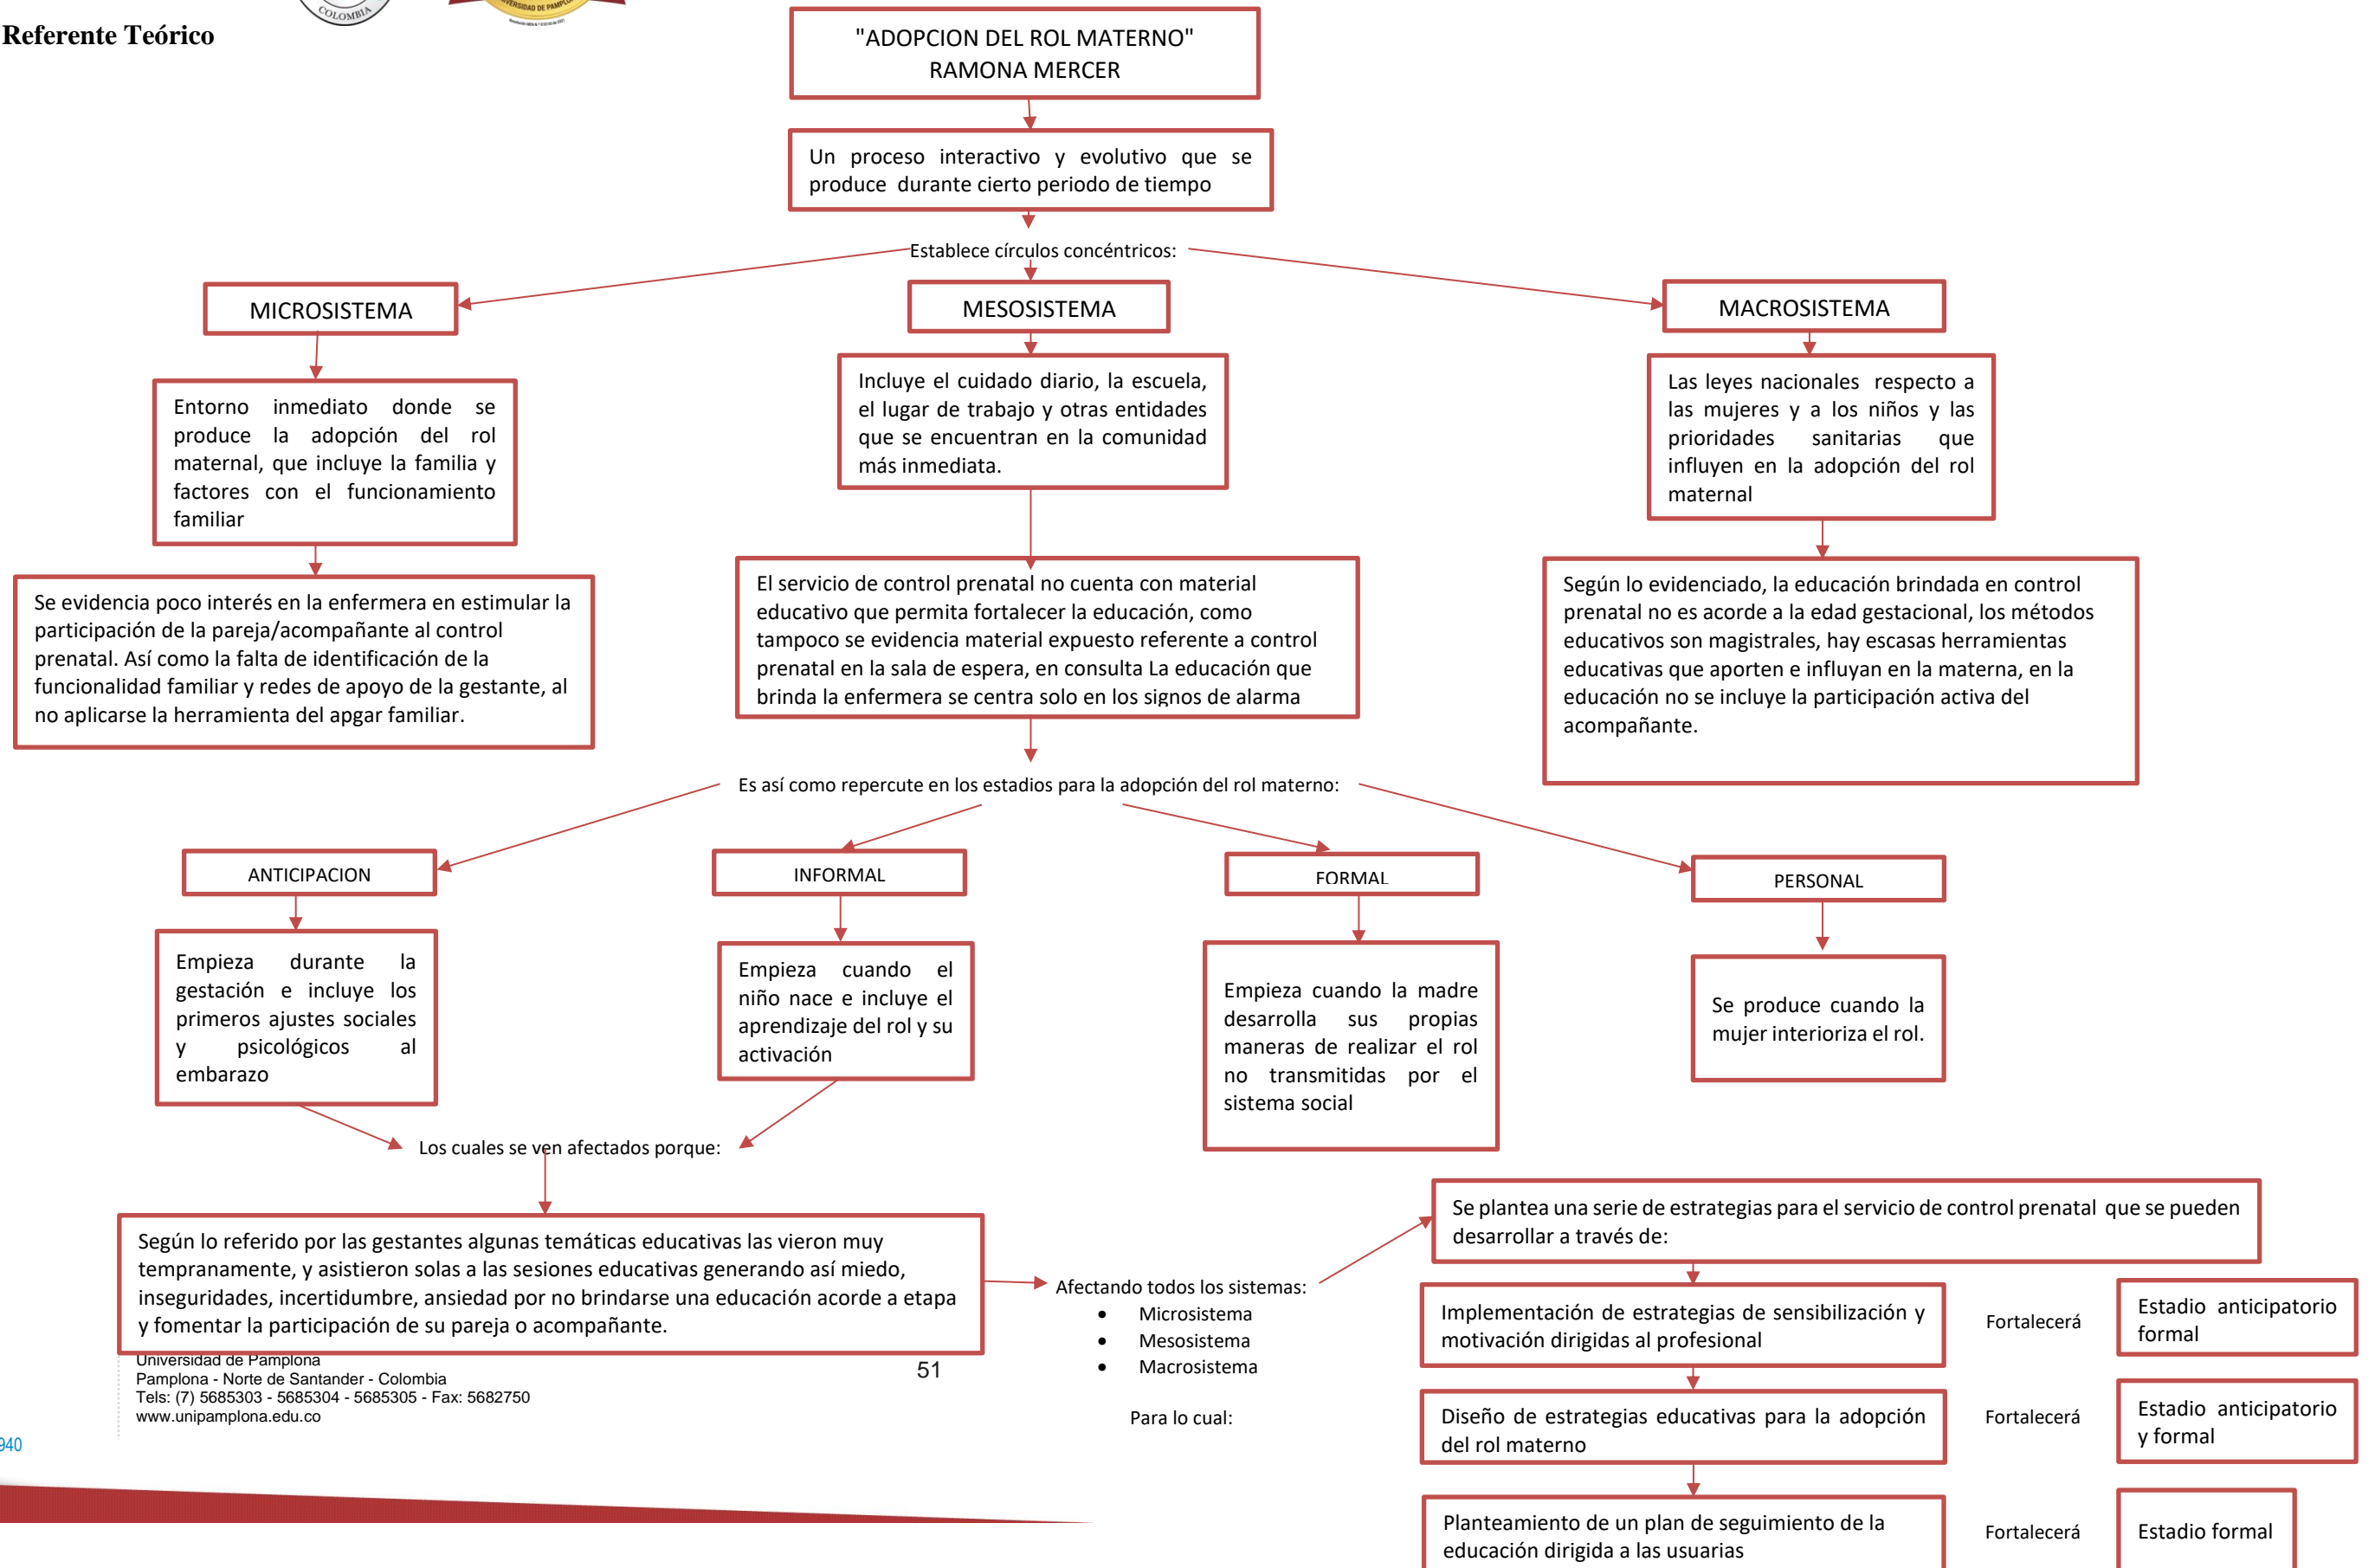 COLOMBIA
Referente Teórico
"ADOPCION DEL ROL MATERNO"
RAMONA MERCER
Un proceso interactivo y evolutivo que se
produce durante cierto periodo de tiempo
Establece círculos concéntricos:
MICROSISTEMA
MESOSISTEMA
MACROSISTEMA
Entorno inmediato donde se
produce la adopción del rol
maternal, que incluye la familia y
factores con el funcionamiento
familiar
Incluye el cuidado diario, la escuela,
el lugar de trabajo y otras entidades
que se encuentran en la comunidad
más inmediata.
Las leyes nacionales respecto a
las mujeres y a los niños y las
prioridades sanitarias que
influyen en la adopción del rol
maternal
Se evidencia poco interés en la enfermera en estimular la
participación de la pareja/acompañante al control
prenatal. Así como la falta de identificación de la
funcionalidad familiar y redes de apoyo de la gestante, al
no aplicarse la herramienta del apgar familiar.
El servicio de control prenatal no cuenta con material
educativo que permita fortalecer la educación, como
tampoco se evidencia material expuesto referente a control
prenatal en la sala de espera, en consulta La educación que
brinda la enfermera se centra solo en los signos de alarma
Según lo evidenciado, la educación brindada en control
prenatal no es acorde a la edad gestacional, los métodos
educativos son magistrales, hay escasas herramientas
educativas que aporten e influyan en la materna, en la
educación no se incluye la participación activa del
acompañante.
Es así como repercute en los estadios para la adopción del rol materno:
ANTICIPACION
INFORMAL
FORMAL
PERSONAL
Empieza durante la
gestación e incluye los
primeros ajustes sociales
y psicológicos al
embarazo
Empieza cuando el
niño nace e incluye el
aprendizaje del rol y su
activación
Empieza cuando la madre
desarrolla sus propias
maneras de realizar el rol
no transmitidas por el
sistema social
Se produce cuando la
mujer interioriza el rol.
Los cuales se ven afectados porque:
Según lo referido por las gestantes algunas temáticas educativas las vieron muy
tempranamente, y asistieron solas a las sesiones educativas generando así miedo,
inseguridades, incertidumbre, ansiedad por no brindarse una educación acorde a etapa
y fomentar la participación de su pareja o acompañante.
Afectando todos los sistemas:
• Microsistema
• Mesosistema
• Macrosistema
Para lo cual:
Se plantea una serie de estrategias para el servicio de control prenatal que se pueden
desarrollar a través de:
Implementación de estrategias de sensibilización y
motivación dirigidas al profesional
Fortalecerá
Estadio anticipatorio
formal
Diseño de estrategias educativas para la adopción
del rol materno
Fortalecerá
Estadio anticipatorio
y formal
Planteamiento de un plan de seguimiento de la
educación dirigida a las usuarias
Fortalecerá
Estadio formal
Universidad de Pamplona
Pamplona - Norte de Santander - Colombia
Tels: (7) 5685303 - 5685304 - 5685305 - Fax: 5682750
www.unipamplona.edu.co
51
940